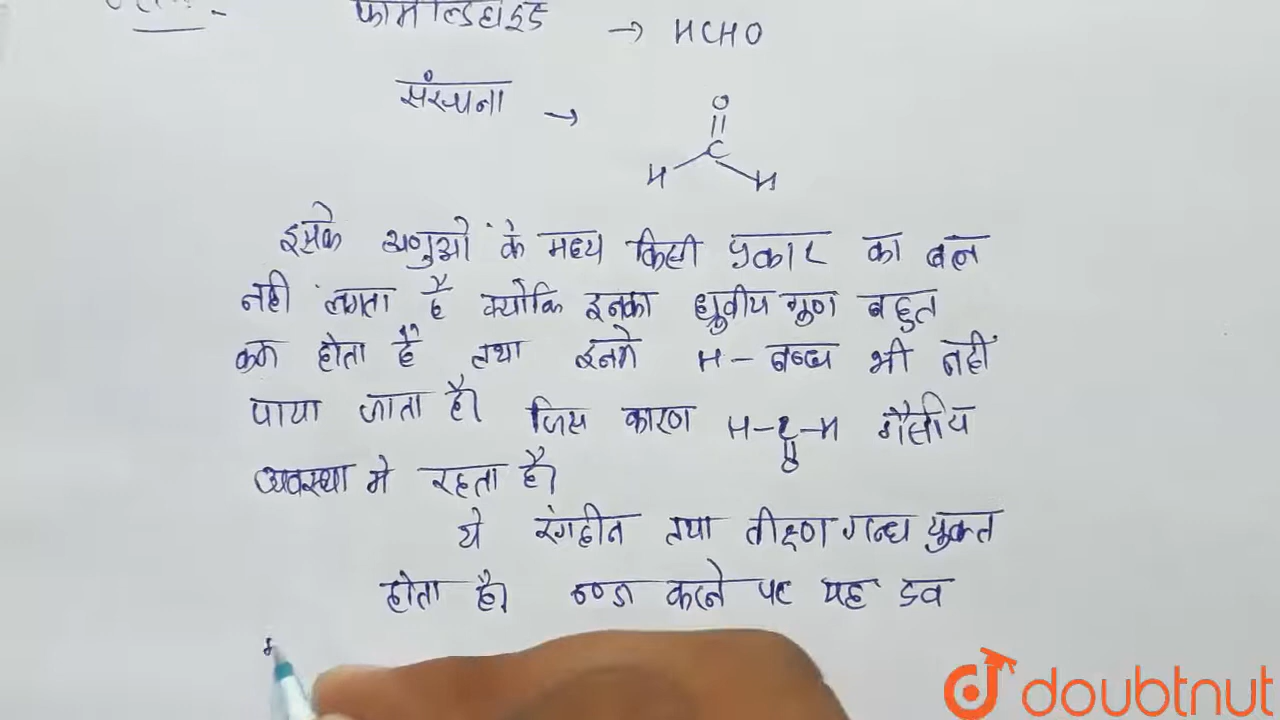 फार्मेल्डिहाइड → HCHO
संरचना →
O
C
H H
इसके अणुओं के मध्य किसी प्रकार का बल
नही लगता है क्योकि इनका ध्रुवीय गुण बहुत
कम होता है तथा इनमे H- बन्ध भी नहीं
पाया जाता है। जिस कारण H-C-H गैसीय
O
व्यवस्था मे रहता है।
ये रंगहीन तथा तीक्ष्ण गन्ध युक्त
होता है। ठण्डा करने पर यह द्रव
doubtnut